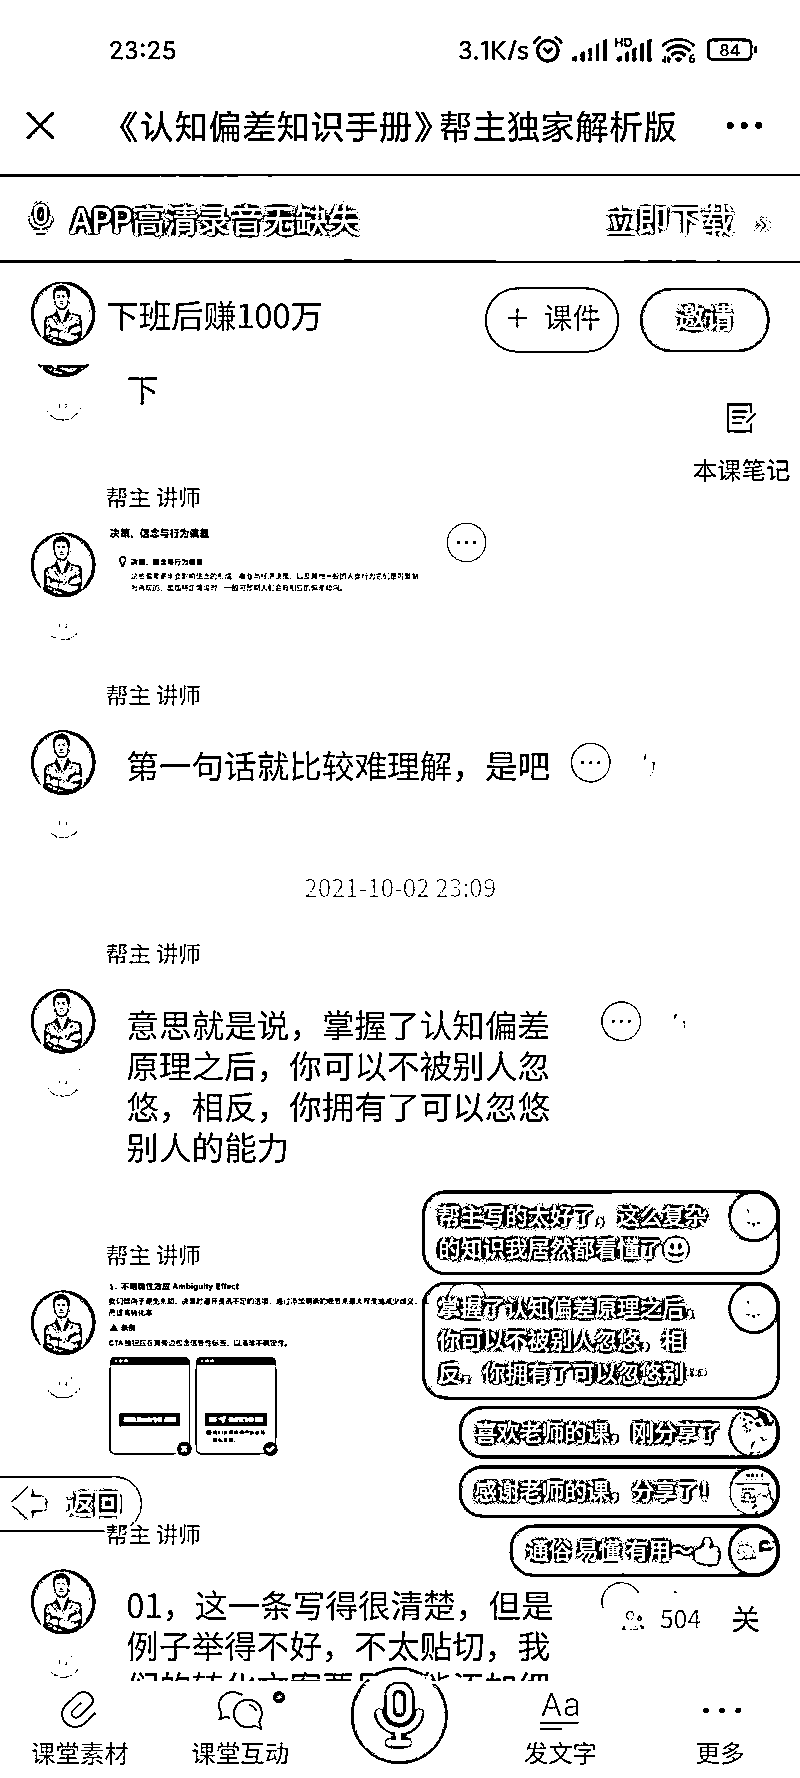 23:25
3.1K/s HD 6 84
《认知偏差知识手册》帮主独家解析版
APP高清录音无缺失
立即下载
下班后赚100万
+ 课件
邀请
下
本课笔记
帮主 讲师
决策、信念与行为偏差
帮主 讲师
第一句话就比较难理解，是吧
2021-10-02 23:09
帮主 讲师
意思就是说，掌握了认知偏差
原理之后，你可以不被别人忽
悠，相反，你拥有了可以忽悠
别人的能力
帮主写的太好了，这么复杂
的知识我居然都看懂了😃
帮主 讲师
1、不明确性效应 Ambiguity Effect
掌握了认知偏差原理之后，
你可以不被别人忽悠，相
反，你拥有了可以忽悠别
喜欢老师的课，刚分享了
感谢老师的课，分享了!
返回
帮主 讲师
通俗易懂有用~👍
01，这一条写得很清楚，但是
例子举得不好，不太贴切，我
504
关
课堂素材
课堂互动
Aa
发文字
更多